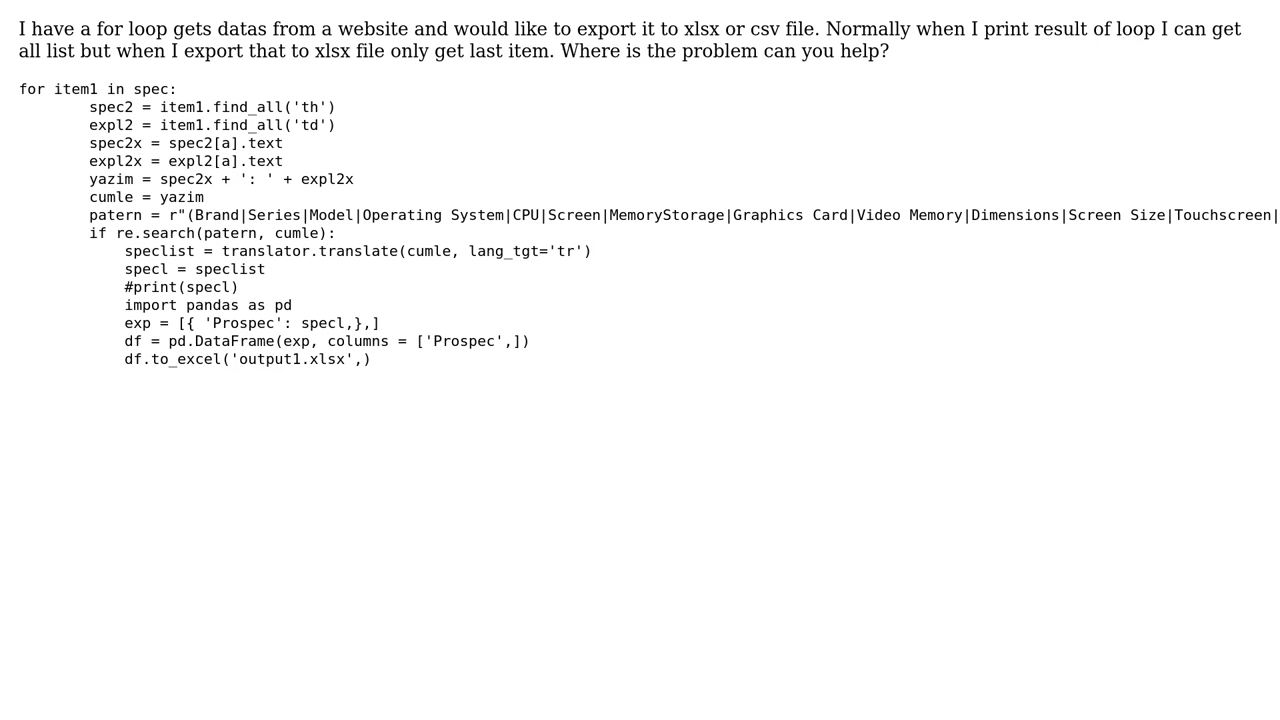 I have a for loop gets datas from a website and would like to export it to xlsx or csv file. Normally when I print result of loop I can get
all list but when I export that to xlsx file only get last item. Where is the problem can you help?
for item1 in spec:
        spec2 = item1.find_all('th')
        expl2 = item1.find_all('td')
        spec2x = spec2[a].text
        expl2x = expl2[a].text
        yazim = spec2x + ': ' + expl2x
        cumle = yazim
        patern = r"(Brand|Series|Model|Operating System|CPU|Screen|MemoryStorage|Graphics Card|Video Memory|Dimensions|Screen Size|Touchscreen|
        if re.search(patern, cumle):
            speclist = translator.translate(cumle, lang_tgt='tr')
            specl = speclist
            #print(specl)
            import pandas as pd
            exp = [{ 'Prospec': specl,},]
            df = pd.DataFrame(exp, columns = ['Prospec',])
            df.to_excel('output1.xlsx',)